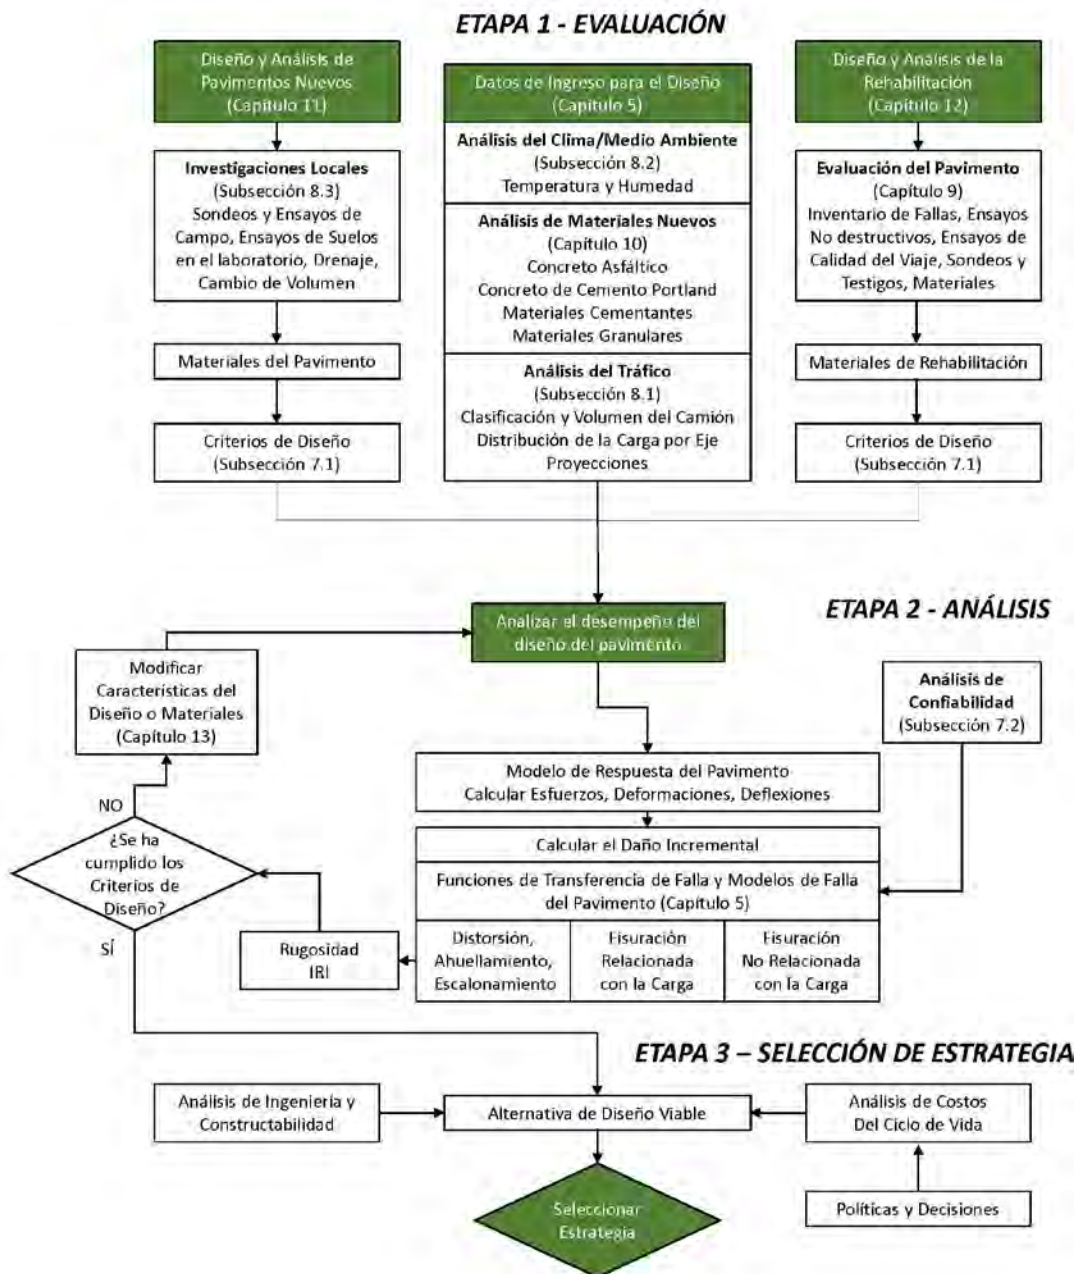 ETAPA 1 - EVALUACIÓN
Diseño y Análisis de
Pavimentos Nuevos
(Capítulo 11)
Investigaciones Locales
(Subsección 8.3)
Sondeos y Ensayos de
Campo, Ensayos de Suelos
en el laboratorio, Drenaje,
Cambio de Volumen
Materiales del Pavimento
Criterios de Diseño
(Subsección 7.1)
Datos de Ingreso para el Diseño
(Capítulo 5)
Análisis del Clima/Medio Ambiente
(Subsección 8.2)
Temperatura y Humedad
Análisis de Materiales Nuevos
(Capítulo 10)
Concreto Asfáltico
Concreto de Cemento Portland
Materiales Cementantes
Materiales Granulares
Análisis del Tráfico
(Subsección 8.1)
Clasificación y Volumen del Camión
Distribución de la Carga por Eje
Proyecciones
Diseño y Análisis de la
Rehabilitación
(Capítulo 12)
Evaluación del Pavimento
(Capítulo 9)
Inventario de Fallas, Ensayos
No destructivos, Ensayos de
Calidad del Viaje, Sondeos y
Testigos, Materiales
Materiales de Rehabilitación
Criterios de Diseño
(Subsección 7.1)
ETAPA 2 - ANÁLISIS
Analizar el desempeño del
diseño del pavimento
Modificar
Características del
Diseño o Materiales
(Capítulo 13)
Análisis de
Confiabilidad
(Subsección 7.2)
Modelo de Respuesta del Pavimento
Calcular Esfuerzos, Deformaciones, Deflexiones
NO
¿Se ha
cumplido los
Criterios de
Diseño?
SÍ
Calcular el Daño Incremental
Funciones de Transferencia de Falla y Modelos de Falla
del Pavimento (Capítulo 5)
Distorsión,
Ahuellamiento,
Escalonamiento
Fisuración
Relacionada
con la Carga
Fisuración
No Relacionada
con la Carga
Rugosidad
IRI
ETAPA 3 – SELECCIÓN DE ESTRATEGIA
Análisis de Ingeniería y
Constructabilidad
Alternativa de Diseño Viable
Análisis de Costos
Del Ciclo de Vida
Seleccionar
Estrategia
Políticas y Decisiones